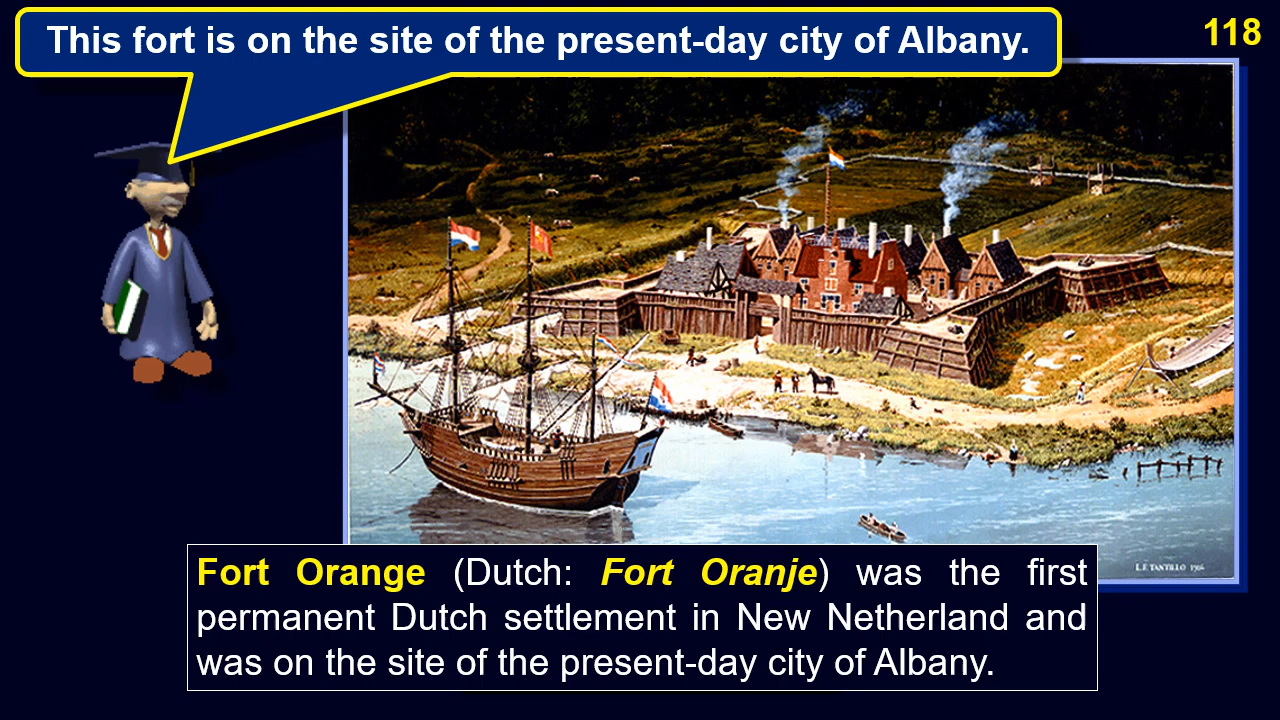 This fort is on the site of the present-day city of Albany.
118
L.F. TANTILLO
Fort Orange (Dutch: Fort Oranje) was the first
permanent Dutch settlement in New Netherland and
was on the site of the present-day city of Albany.